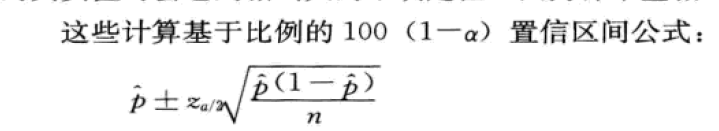 这些计算基于比例的 100（1—α）置信区间公式：
p̂ ± z_{α/2}√(p̂(1 — p̂)/n)